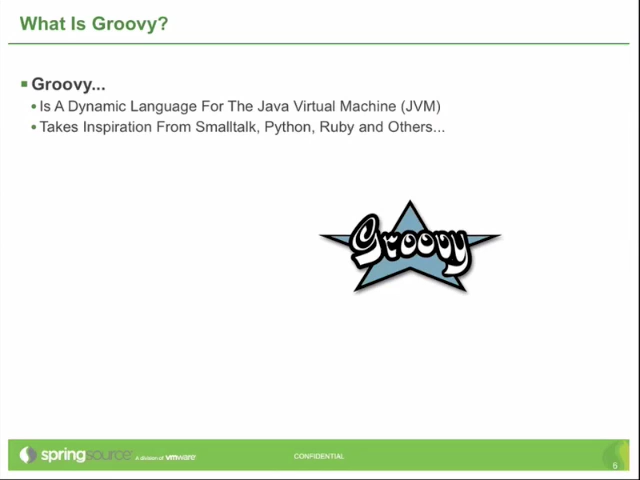 What Is Groovy?
Groovy...
Is A Dynamic Language For The Java Virtual Machine (JVM)
Takes Inspiration From Smalltalk, Python, Ruby and Others...
Groovy
springsource
A division of vmware
CONFIDENTIAL
6